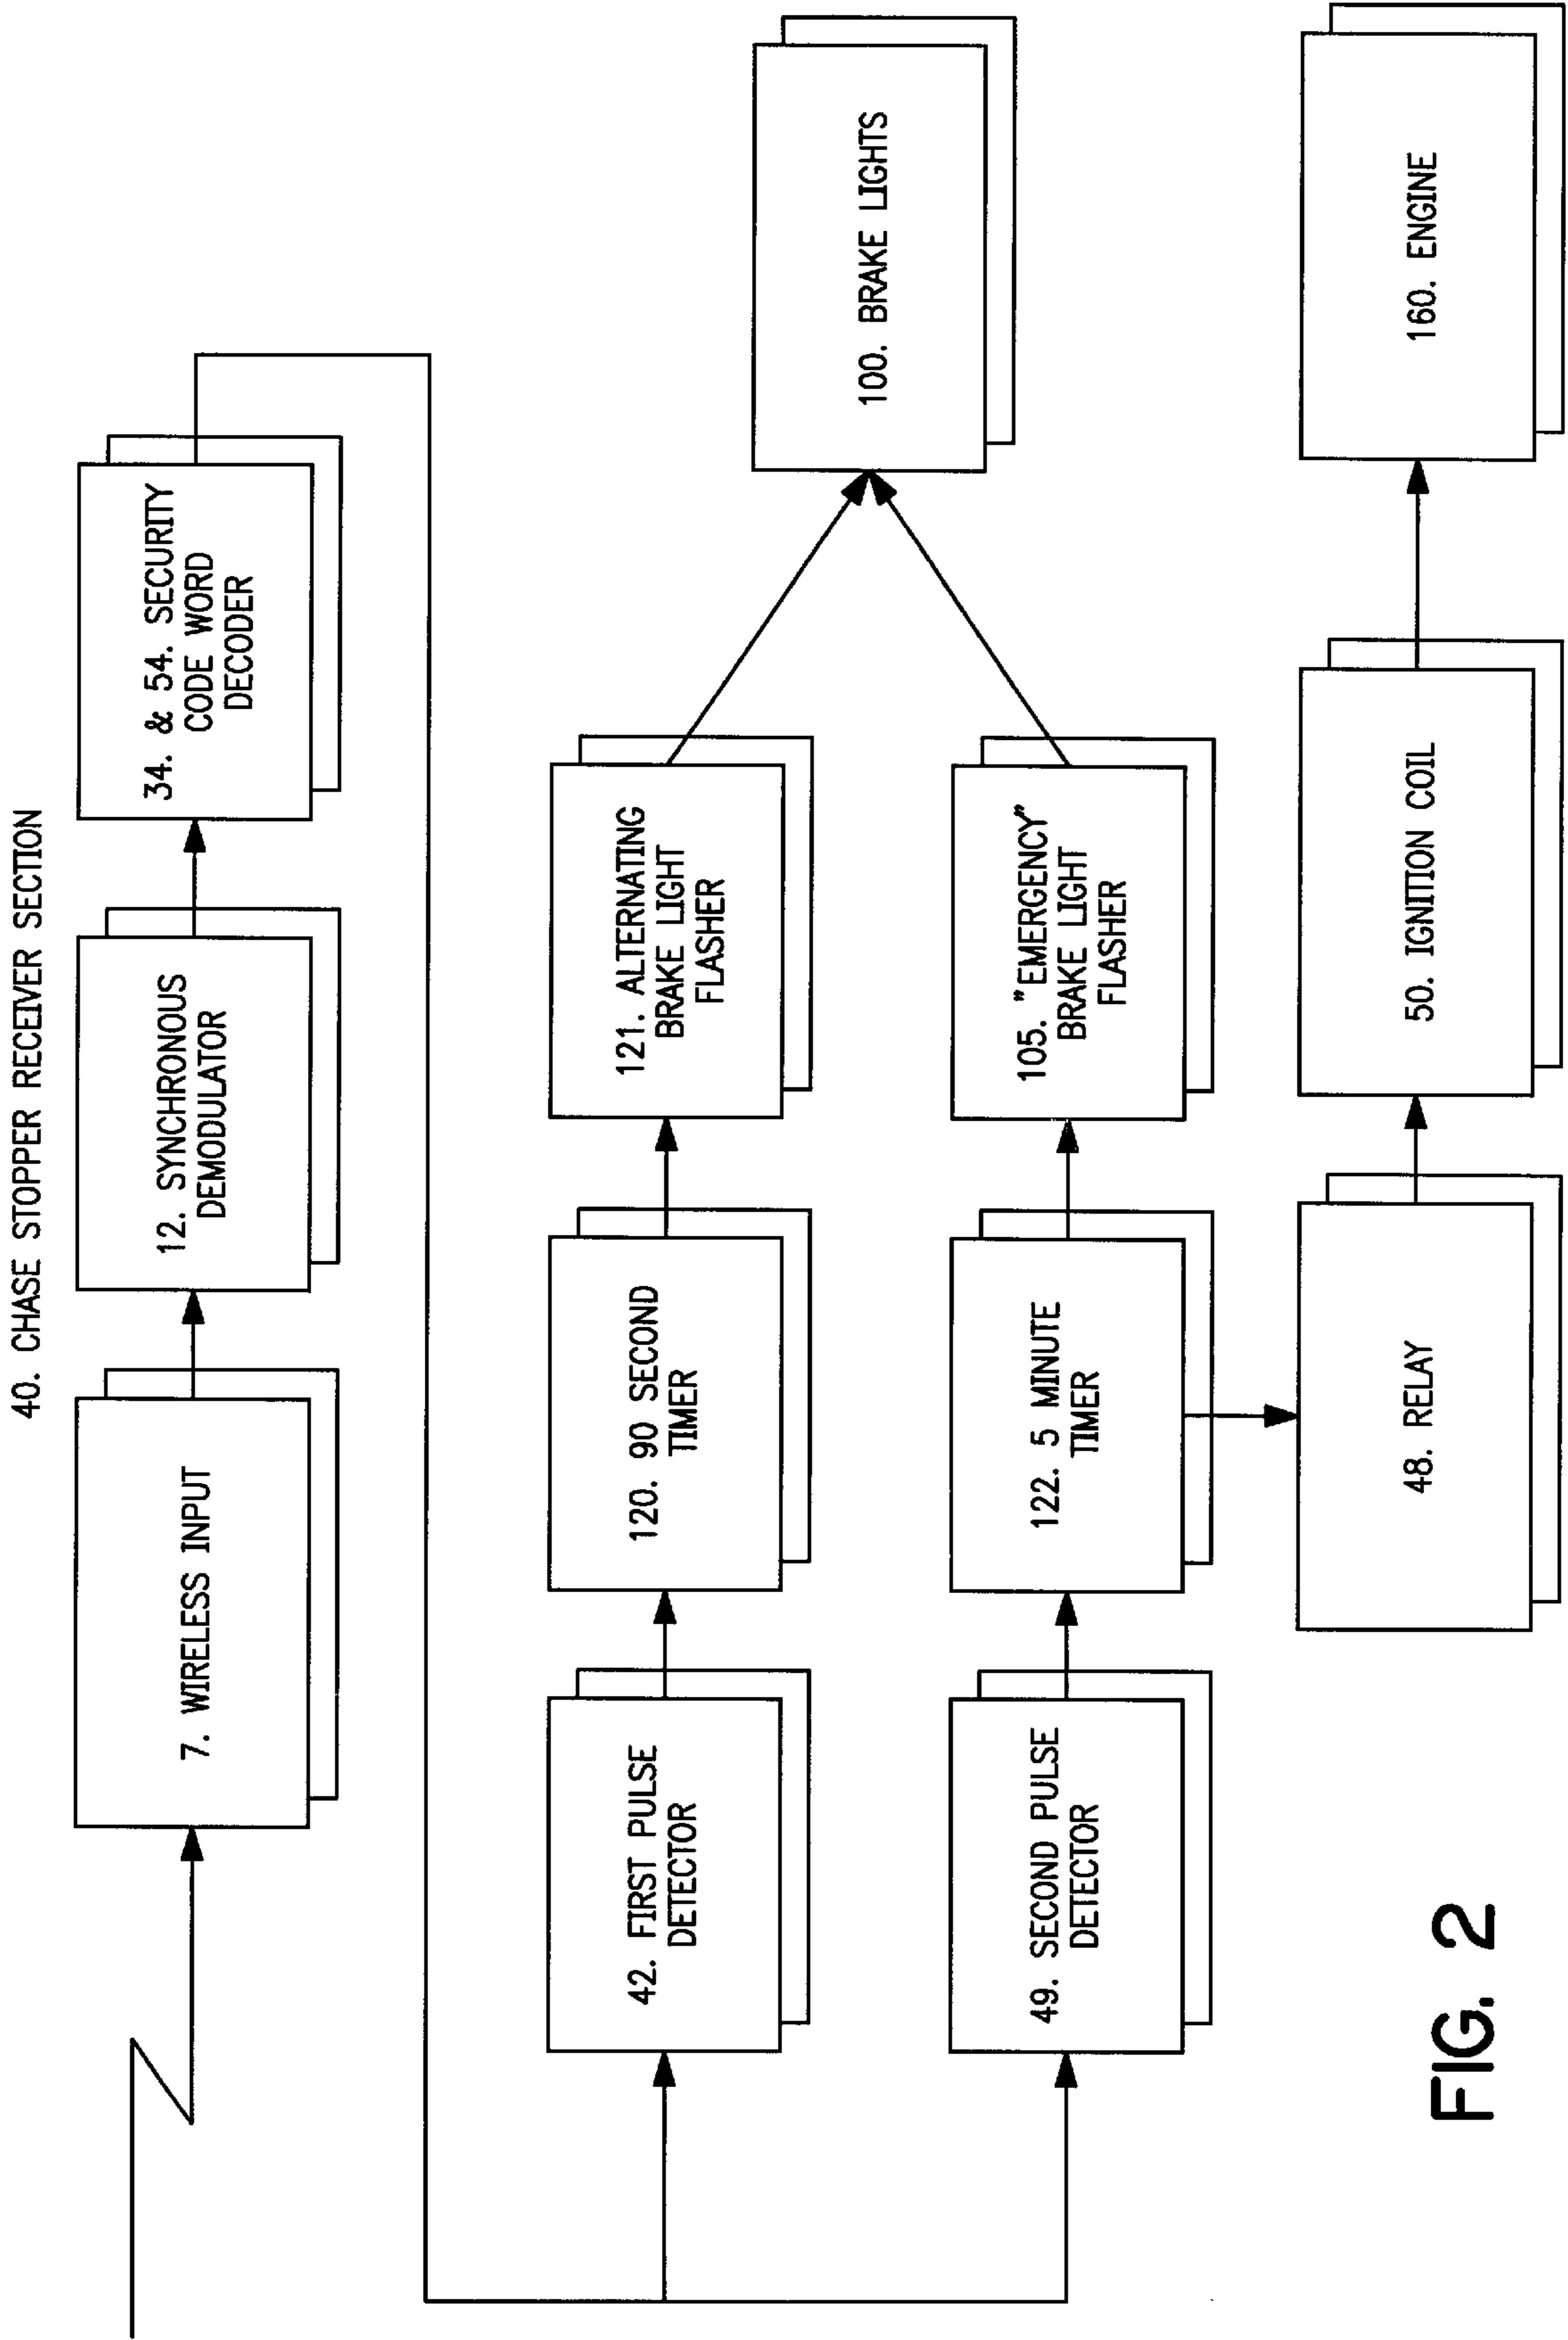 40. CHASE STOPPER RECEIVER SECTION
7. WIRELESS INPUT
12. SYNCHRONOUS
DEMODULATOR
34. & 54. SECURITY
CODE WORD
DECODER
42. FIRST PULSE
DETECTOR
120. 90 SECOND
TIMER
121. ALTERNATING
BRAKE LIGHT
FLASHER
100. BRAKE LIGHTS
49. SECOND PULSE
DETECTOR
122. 5 MINUTE
TIMER
105. "EMERGENCY"
BRAKE LIGHT
FLASHER
48. RELAY
50. IGNITION COIL
160. ENGINE
FIG. 2